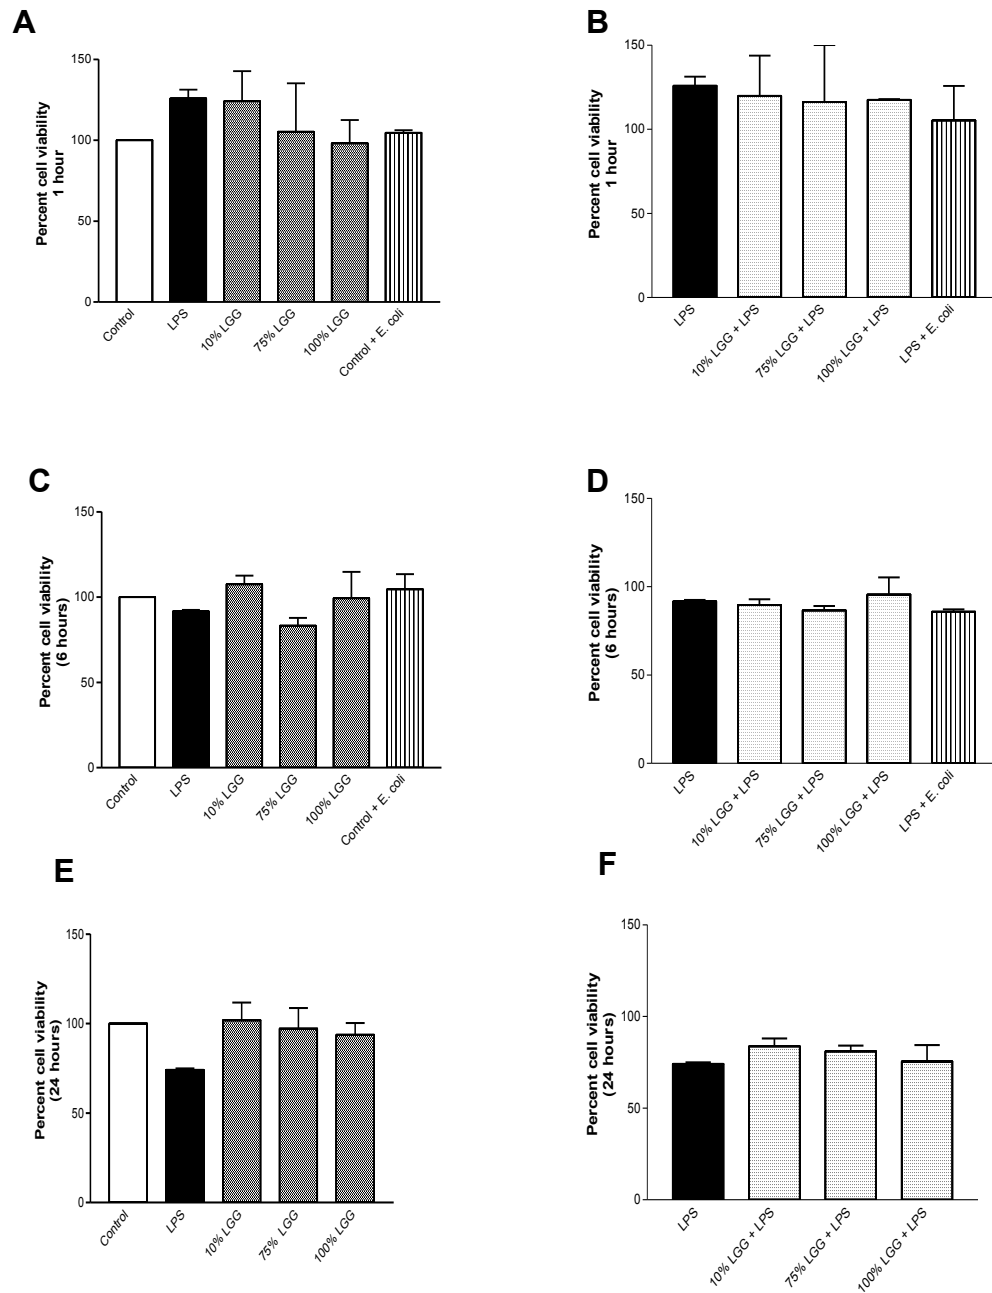 A
Percent cell viability
1 hour
150
100
50
0
Control
LPS
10% LGG
75% LGG
100% LGG
Control + E. coli
B
Percent cell viability
1 hour
150
100
50
0
LPS
10% LGG + LPS
75% LGG + LPS
100% LGG + LPS
LPS + E. coli
C
Percent cell viability
(6 hours)
150
100
50
0
Control
LPS
10% LGG
75% LGG
100% LGG
Control + E. coli
D
Percent cell viability
(6 hours)
150
100
50
0
LPS
10% LGG + LPS
75% LGG + LPS
100% LGG + LPS
LPS + E. coli
E
Percent cell viability
(24 hours)
150
100
50
0
Control
LPS
10% LGG
75% LGG
100% LGG
F
Percent cell viability
(24 hours)
150
100
50
0
LPS
10% LGG + LPS
75% LGG + LPS
100% LGG + LPS